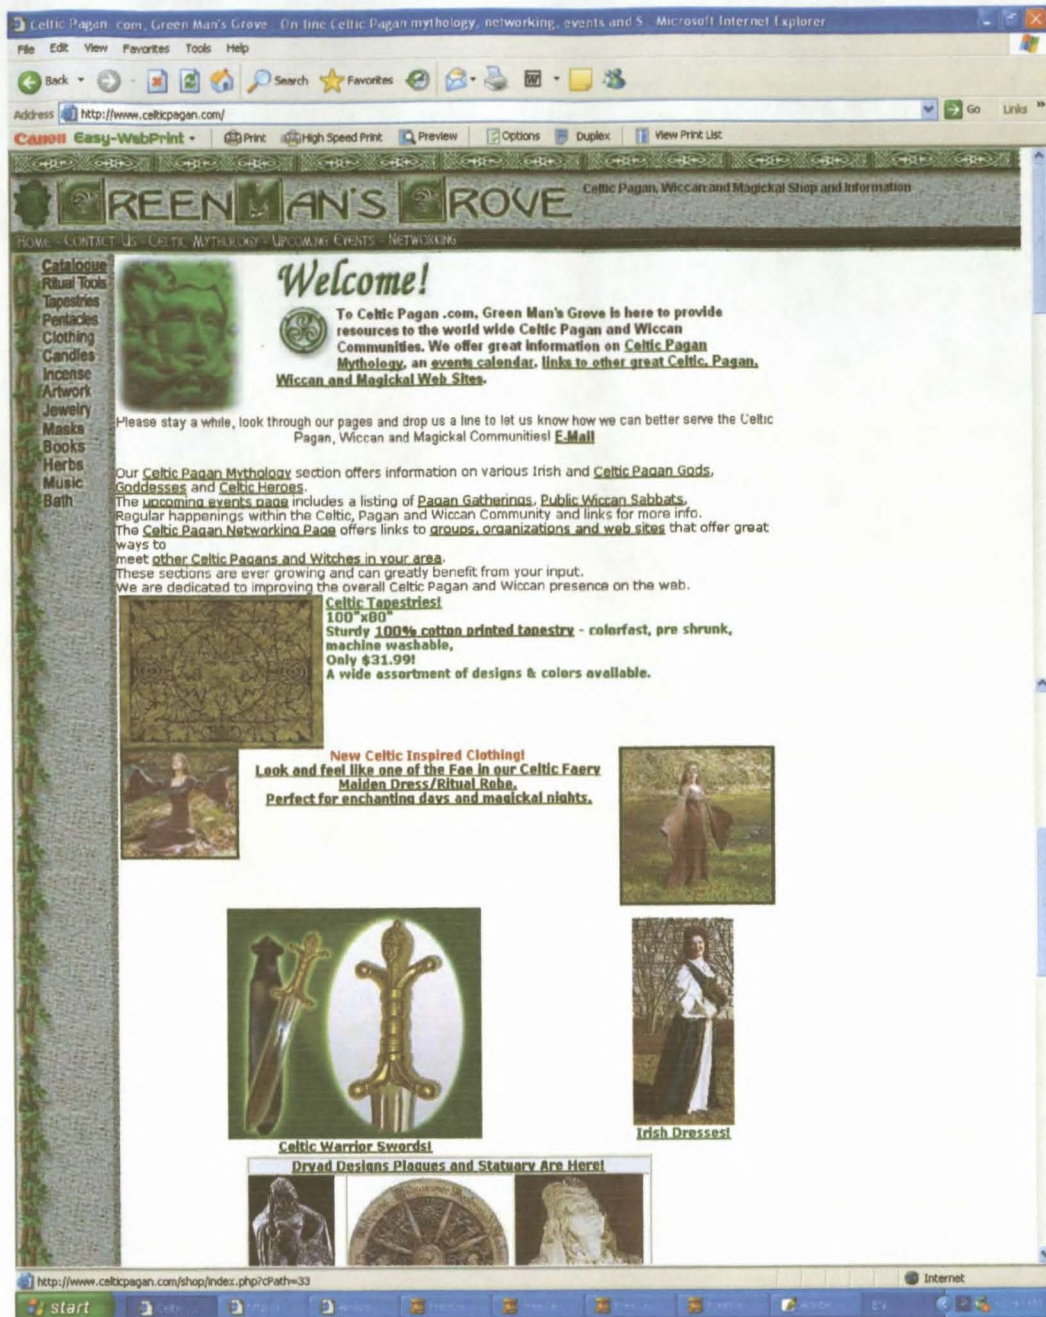 Celtic Pagan .com, Green Man's Grove - On-line Celtic Pagan mythology, networking, events and S - Microsoft Internet Explorer
File Edit View Favorites Tools Help
Back Search Favorites
Address http://www.celticpagan.com/ Go Links »
Canon Easy-WebPrint Print High Speed Print Preview Options Duplex View Print List
GREEN MAN'S GROVE Celtic Pagan, Wiccan and Magickal Shop and Information
HOME - CONTACT US - CELTIC MYTHOLOGY - UPCOMING EVENTS - NETWORKING
Catalogue
Ritual Tools
Tapestries
Pentacles
Clothing
Candles
Incense
Artwork
Jewelry
Masks
Books
Herbs
Music
Bath
Welcome!
To Celtic Pagan .com, Green Man's Grove is here to provide
resources to the world wide Celtic Pagan and Wiccan
Communities. We offer great information on Celtic Pagan
Mythology, an events calendar, links to other great Celtic, Pagan,
Wiccan and Magickal Web Sites.
Please stay a while, look through our pages and drop us a line to let us know how we can better serve the Celtic
Pagan, Wiccan and Magickal Communities! E-Mail
Our Celtic Pagan Mythology section offers information on various Irish and Celtic Pagan Gods,
Goddesses and Celtic Heroes.
The upcoming events page includes a listing of Pagan Gatherings, Public Wiccan Sabbats,
Regular happenings within the Celtic, Pagan and Wiccan Community and links for more info.
The Celtic Pagan Networking Page offers links to groups, organizations and web sites that offer great
ways to
meet other Celtic Pagans and Witches in your area.
These sections are ever growing and can greatly benefit from your input.
We are dedicated to improving the overall Celtic Pagan and Wiccan presence on the web.
Celtic Tapestries!
100"x80"
Sturdy 100% cotton printed tapestry - colorfast, pre shrunk,
machine washable,
Only $31.99!
A wide assortment of designs & colors available.
New Celtic Inspired Clothing!
Look and feel like one of the Fae in our Celtic Faery
Maiden Dress/Ritual Robe.
Perfect for enchanting days and magickal nights.
Celtic Warrior Swords!
Irish Dresses!
Dryad Designs Plaques and Statuary Are Here!
http://www.celticpagan.com/shop/index.php?cPath=33 Internet
start